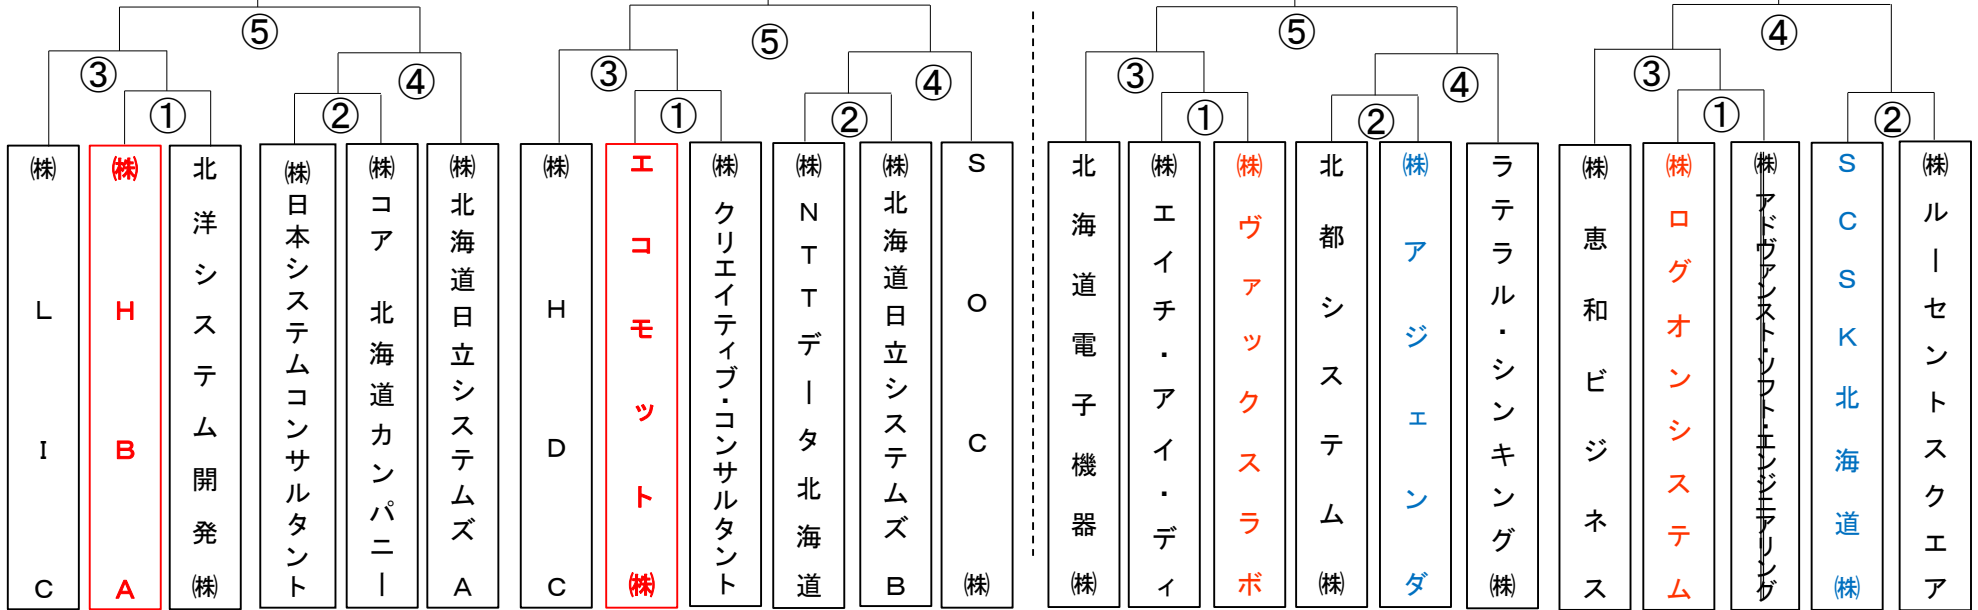 ⑤
③
④
①
②
⑤
③
④
①
②
⑤
③
④
①
②
④
③
①
②
㈱LIC
㈱HBA
北洋システム開発㈱
㈱日本システムコンサルタント
㈱コア 北海道カンパニー
㈱北海道日立システムズA
㈱HDC
エコモット㈱
㈱クリエイティブ・コンサルタント
㈱NTTデータ北海道
㈱北海道日立システムズB
SOC㈱
北海道電子機器㈱
㈱エイチ・アイ・ディ
㈱ヴァックスラボ
北都システム㈱
㈱アジェンダ
ラテラル・シンキング㈱
㈱恵和ビジネス
㈱ログオンシステム
㈱アドヴァンスト・ソフト・エンジニアリング
SCSK北海道㈱
㈱ルーセントスクエア